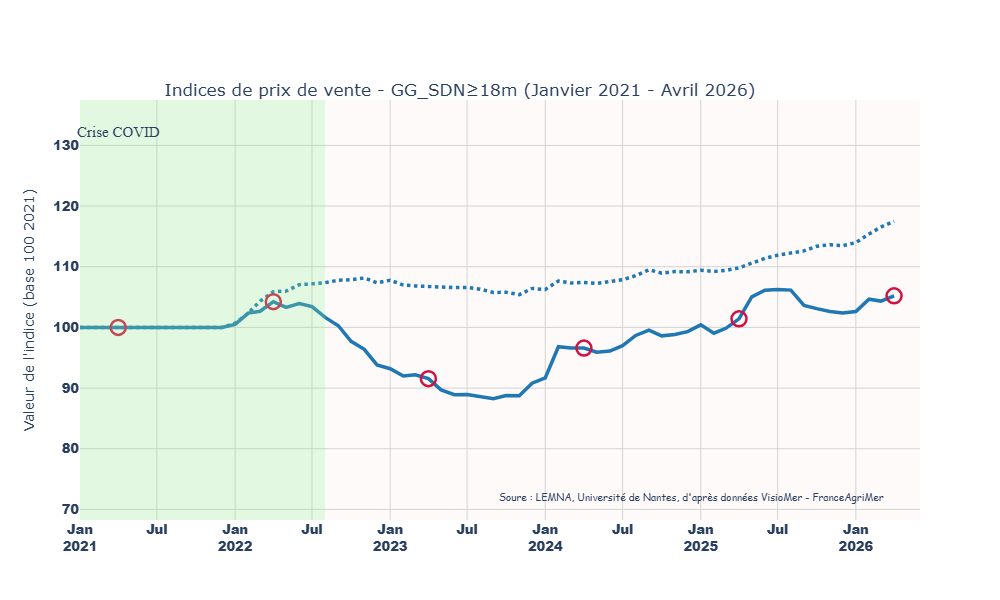 Indices de prix de vente - GG_SDN≥18m (Janvier 2021 - Avril 2026)
Crise COVID
Valeur de l'indice (base 100 2021)
130
120
110
100
90
80
70
Soure : LEMNA, Université de Nantes, d'après données VisioMer - FranceAgriMer
Jan Jul Jan Jul Jan Jul Jan Jul Jan Jul Jan
2021 2022 2023 2024 2025 2026